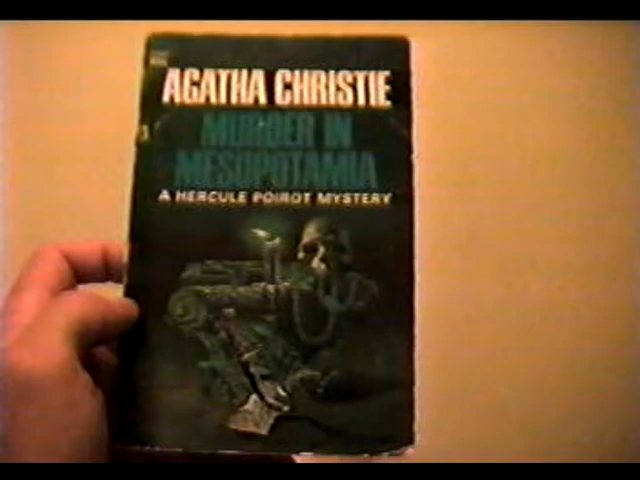 AGATHA CHRISTIE
MURDER IN
MESOPOTAMIA
A HERCULE POIROT MYSTERY